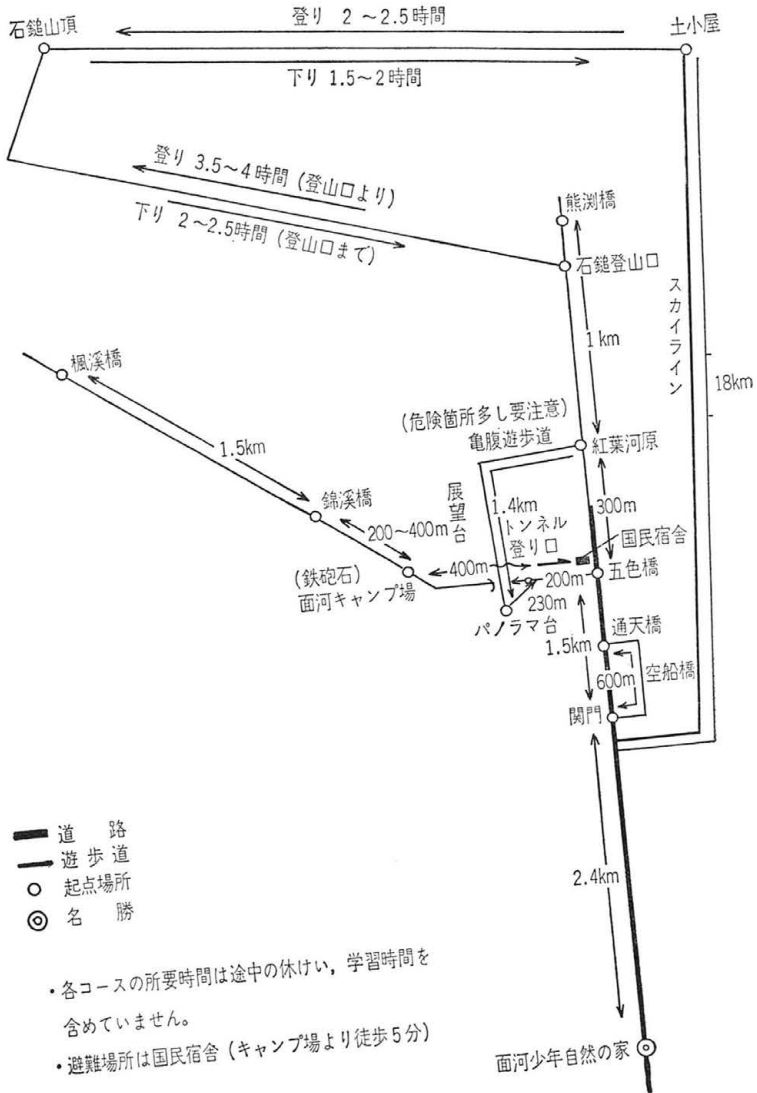 登り 2～2.5時間
石鎚山頂
土小屋
下り 1.5～2時間
登り 3.5～4時間 (登山口より)
下り 2～2.5時間 (登山口まで)
熊渕橋
石鎚登山口
スカイライン
1km
18km
楓渓橋
1.5km
(危険箇所多し要注意)
亀腹遊歩道
紅葉河原
錦渓橋
200～400m
展望台
1.4km
トンネル
登り口
300m
国民宿舎
(鉄砲石)
面河キャンプ場
400m
200m
五色橋
230m
パノラマ台
1.5km
通天橋
600m
空船橋
関門
2.4km
道路
遊歩道
起点場所
名勝
・各コースの所要時間は途中の休けい，学習時間を
含めていません。
・避難場所は国民宿舎 (キャンプ場より徒歩5分)
面河少年自然の家